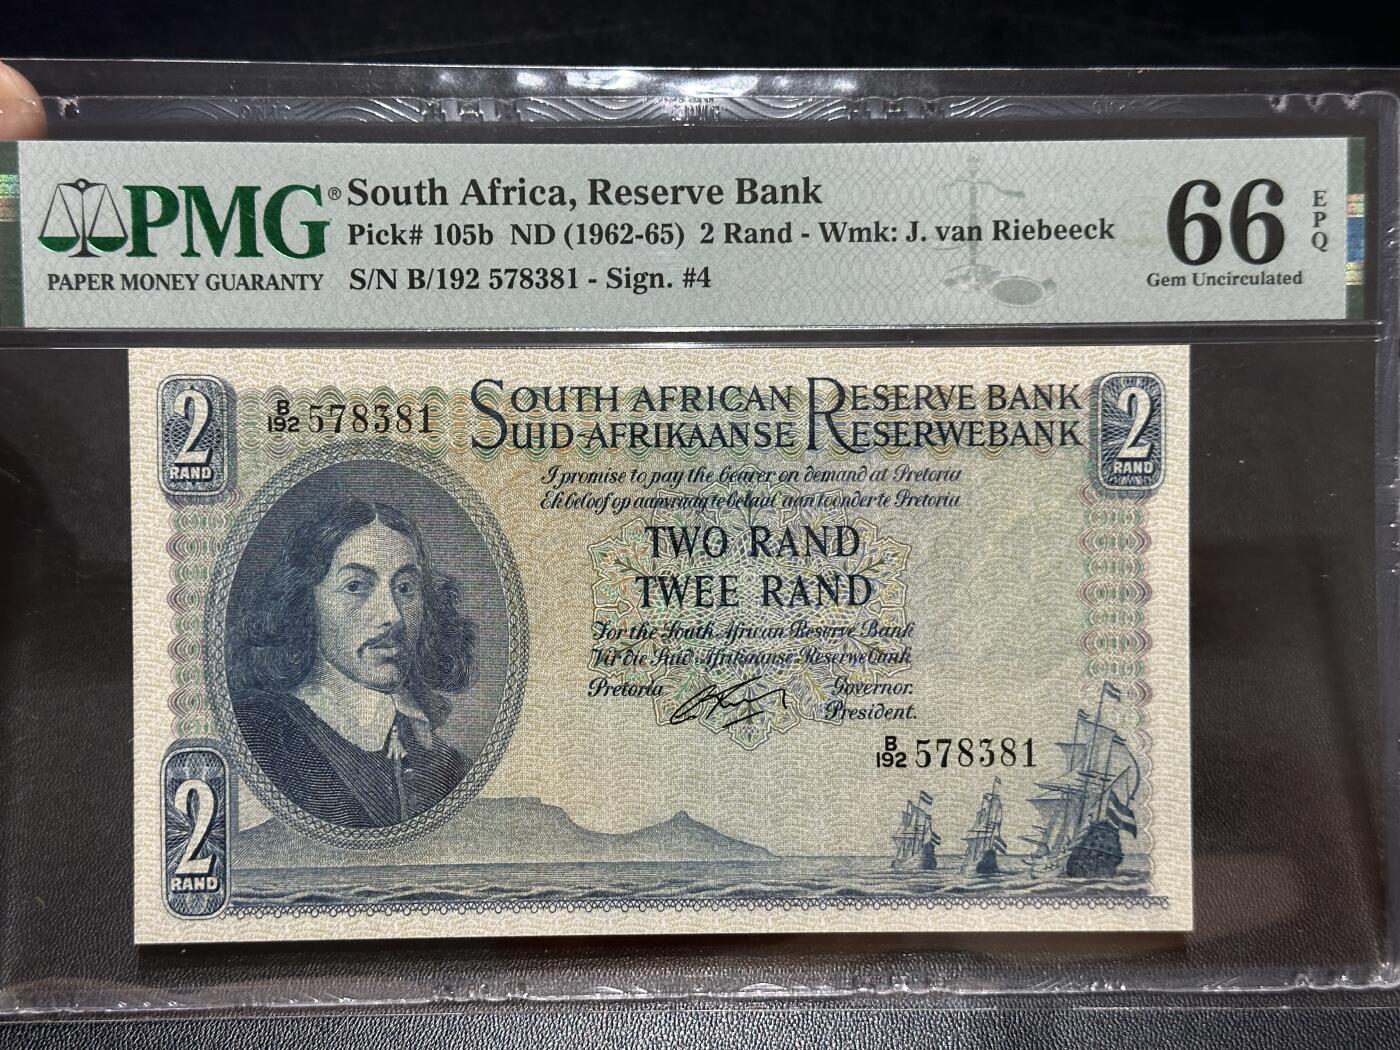 PMG®
PAPER MONEY GUARANTY
South Africa, Reserve Bank
Pick# 105b ND (1962-65) 2 Rand - Wmk: J. van Riebeeck
S/N B/192 578381 - Sign. #4
66
EPQ
Gem Uncirculated
2
RAND
B/192 578381
SOUTH AFRICAN RESERVE BANK
SUID-AFRIKAANSE RESERWEBANK
2
RAND
I promise to pay the bearer on demand at Pretoria
Ek beloof op aanvraag te betaal aan toonder te Pretoria
TWO RAND
TWEE RAND
For the South African Reserve Bank
Vir die Suid-Afrikaanse Reserwebank
Pretoria
Governor.
President.
B/192 578381
2
RAND